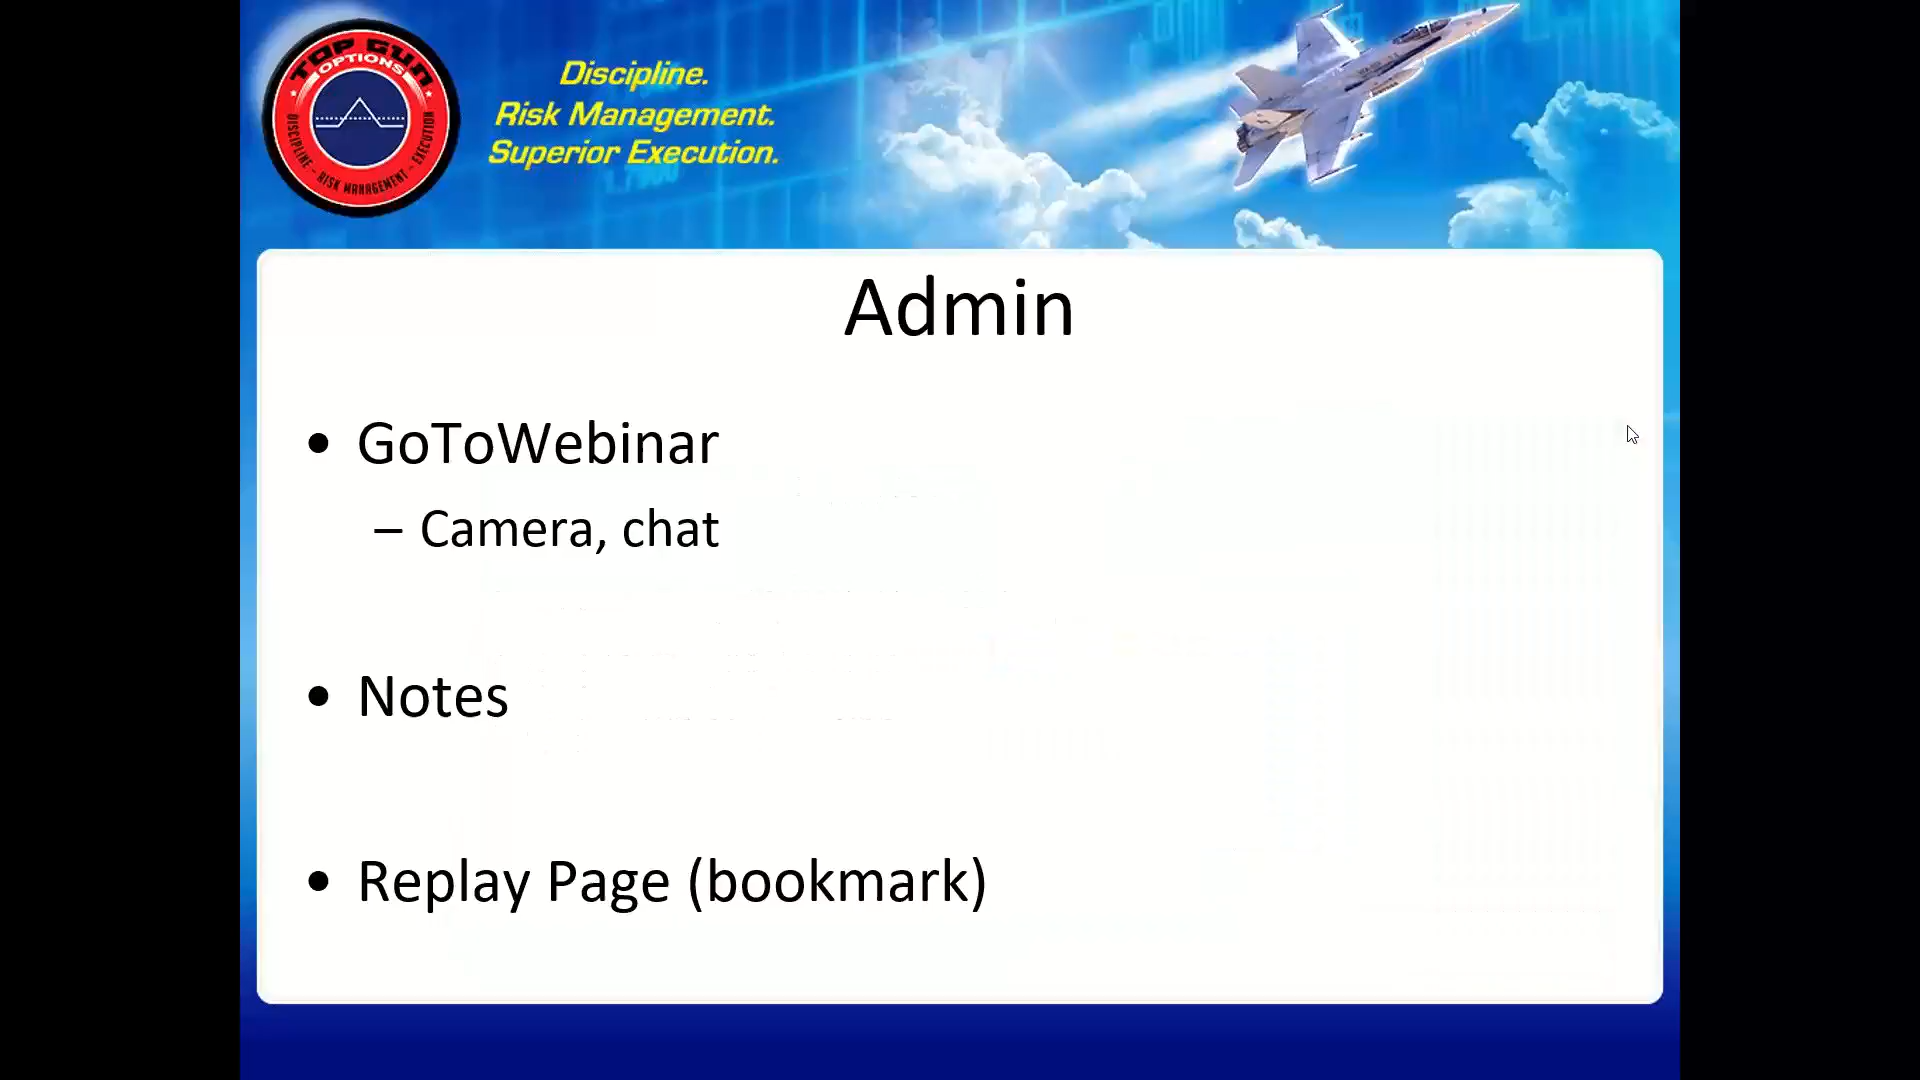 TOP GUN
OPTIONS
DISCIPLINE - RISK MANAGEMENT - EXECUTION
Discipline.
Risk Management.
Superior Execution.
Admin
• GoToWebinar
– Camera, chat
• Notes
• Replay Page (bookmark)